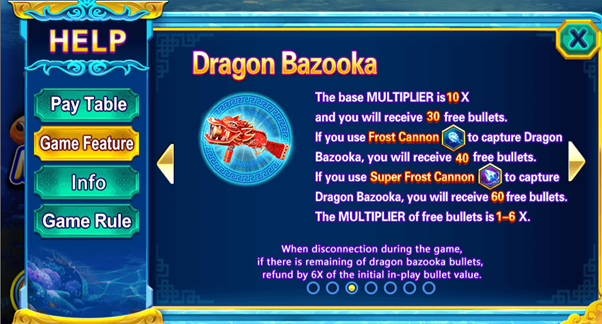 HELP
Pay Table
Game Feature
Info
Game Rule
X
Dragon Bazooka
The base MULTIPLIER is 10 X
and you will receive 30 free bullets.
If you use Frost Cannon to capture Dragon
Bazooka, you will receive 40 free bullets.
If you use Super Frost Cannon to capture
Dragon Bazooka, you will receive 60 free bullets.
The MULTIPLIER of free bullets is 1-6 X.
When disconnection during the game,
if there is remaining of dragon bazooka bullets,
refund by 6X of the initial in-play bullet value.